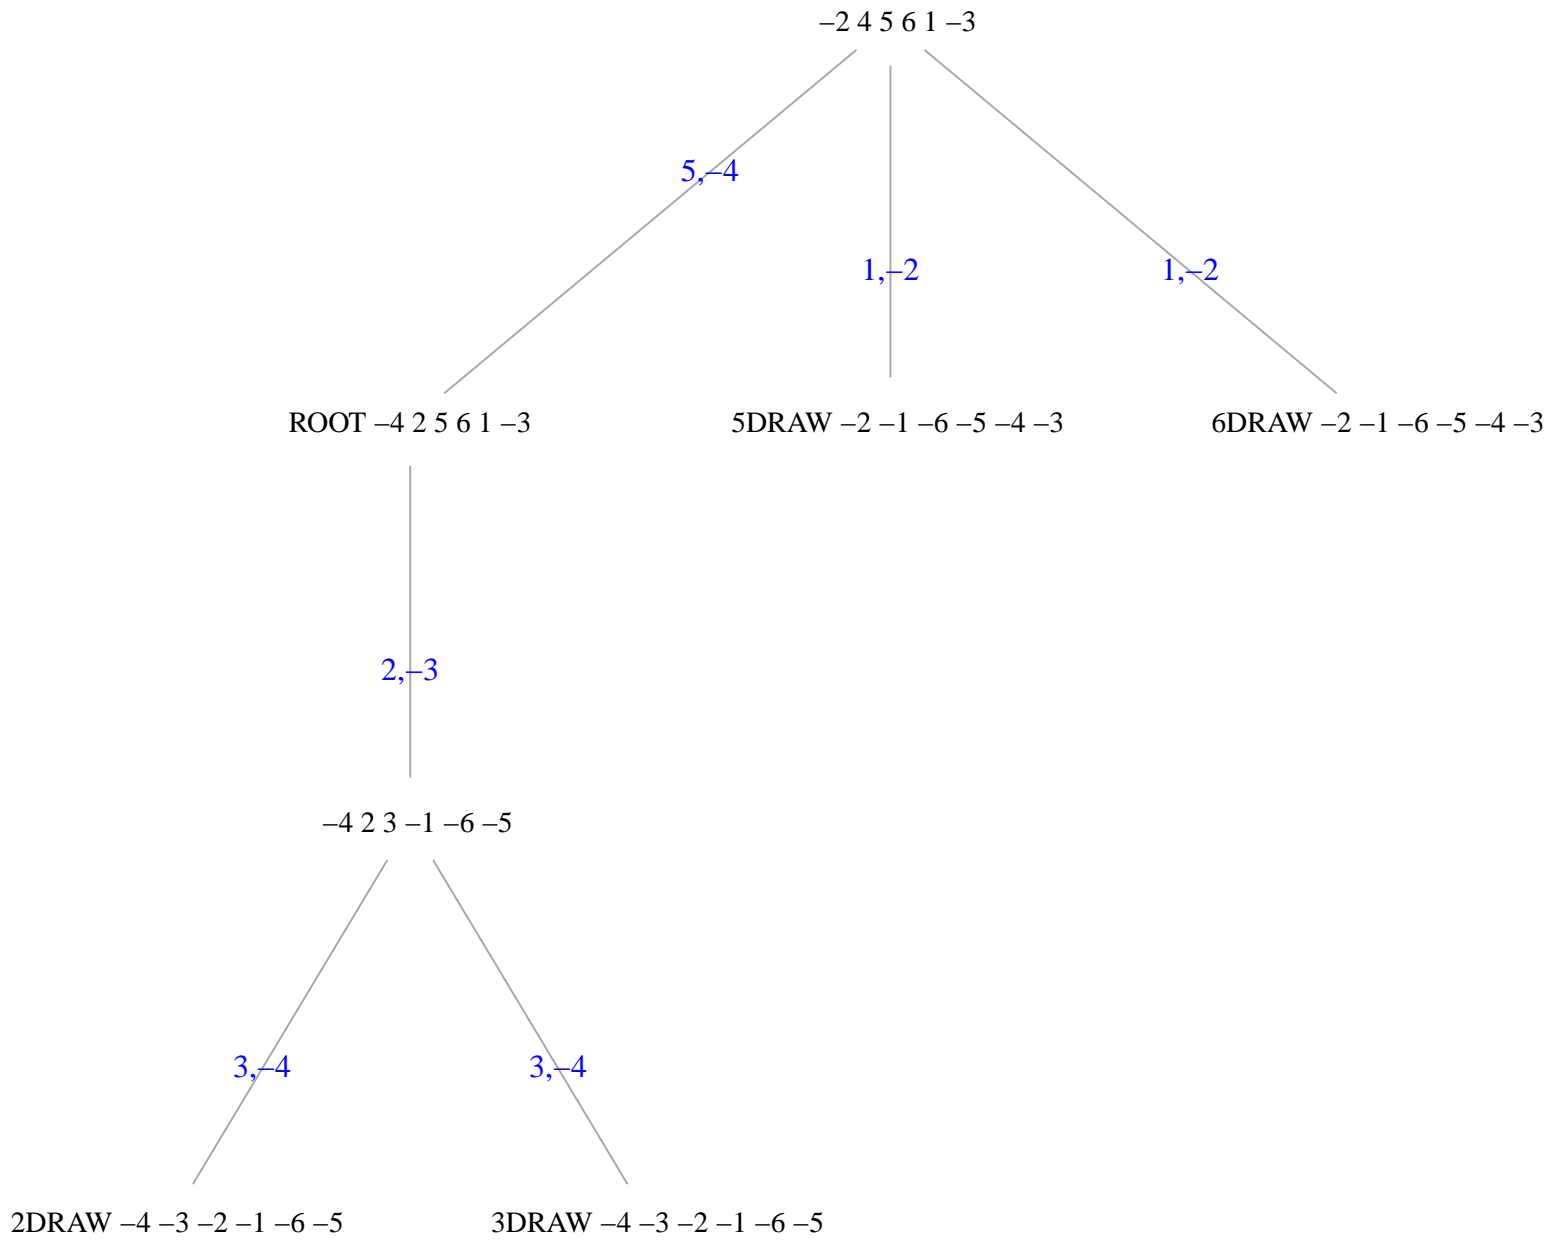 –2 4 5 6 1 –3
5,–4
1,–2
1,–2
ROOT –4 2 5 6 1 –3
5DRAW –2 –1 –6 –5 –4 –3
6DRAW –2 –1 –6 –5 –4 –3
2,–3
–4 2 3 –1 –6 –5
3,–4
3,–4
2DRAW –4 –3 –2 –1 –6 –5
3DRAW –4 –3 –2 –1 –6 –5